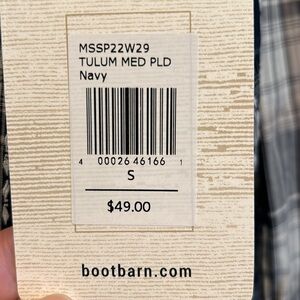 MSSP22W29
TULUM MED PLD
Navy
4 00026 46166 1
S
$49.00
bootbarn.com